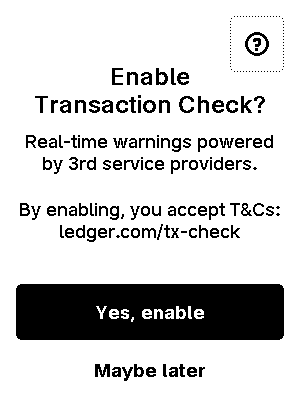 Enable
Transaction Check?
Real-time warnings powered
by 3rd service providers.
By enabling, you accept T&Cs:
ledger.com/tx-check
Yes, enable
Maybe later